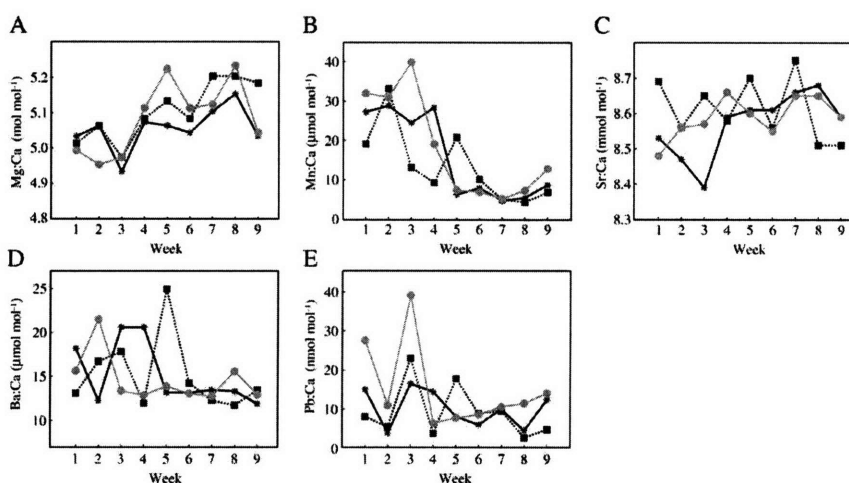 A
Mg:Ca (mol mol⁻¹)
5.2
5.1
5.0
4.9
4.8
1 2 3 4 5 6 7 8 9
Week
B
Mn:Ca (μmol mol⁻¹)
40
30
20
10
0
1 2 3 4 5 6 7 8 9
Week
C
Sr:Ca (mmol mol⁻¹)
8.7
8.6
8.5
8.4
8.3
1 2 3 4 5 6 7 8 9
Week
D
Ba:Ca (μmol mol⁻¹)
25
20
15
10
1 2 3 4 5 6 7 8 9
Week
E
Pb:Ca (nmol mol⁻¹)
40
30
20
10
0
1 2 3 4 5 6 7 8 9
Week